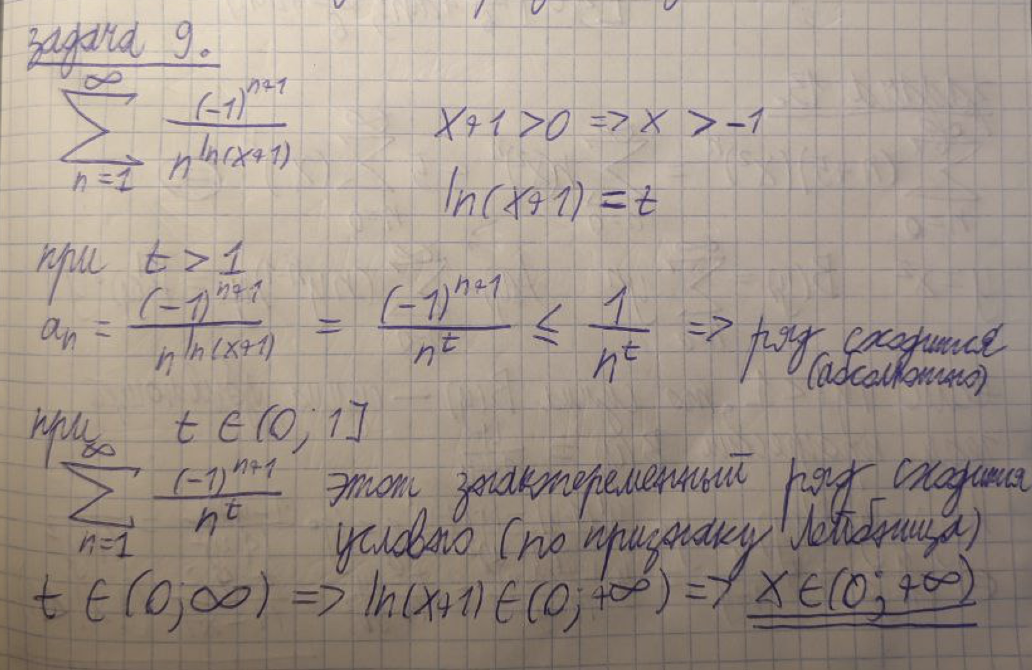 задача 9.
∑_{n=1}^{∞} (-1)^{n+1} / n^{ln(x+1)}     x+1 > 0 => x > -1
ln(x+1) = t
при t > 1
a_n = (-1)^{n+1} / n^{ln(x+1)} = (-1)^{n+1} / n^t ≤ 1 / n^t => ряд сходится
(абсолютно)
при t ∈ (0; 1]
∑_{n=1}^{∞} (-1)^{n+1} / n^t этот знакопеременный ряд сходится
условно (по признаку Лейбница)
t ∈ (0; ∞) => ln(x+1) ∈ (0; +∞) => x ∈ (0; +∞)